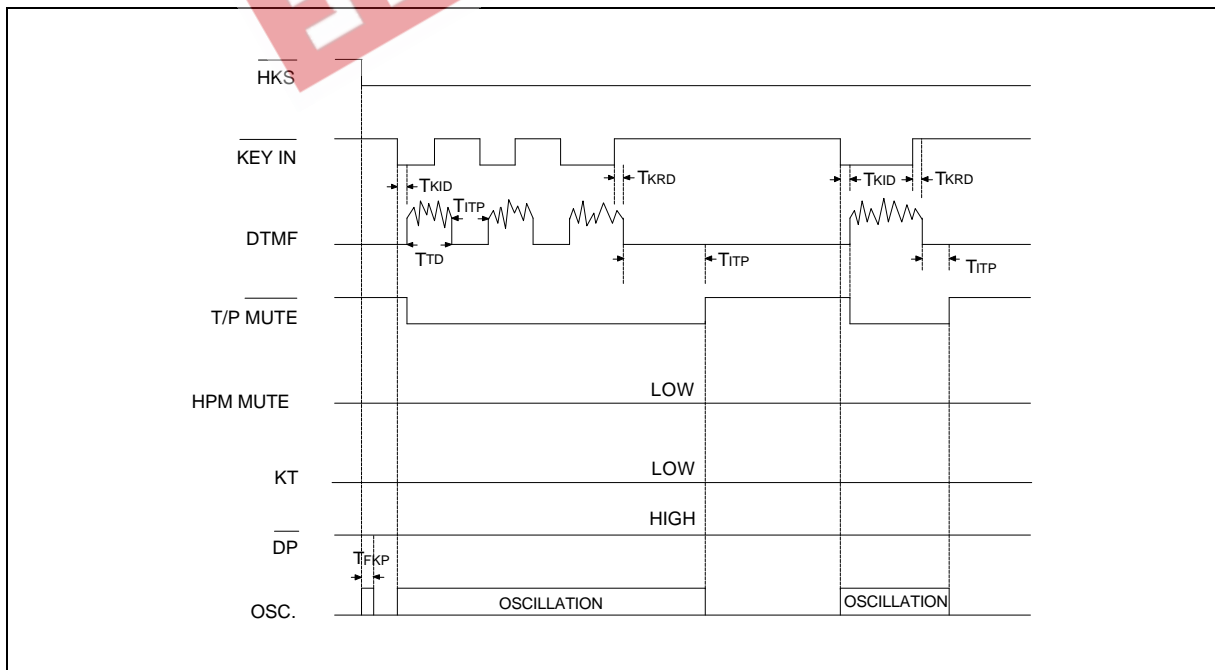 HKS
KEY IN
TKID
TKRD
TKID
TKRD
TITP
DTMF
TTD
TITP
TITP
T/P MUTE
LOW
HPM MUTE
LOW
KT
HIGH
DP
TFKP
OSCILLATION
OSCILLATION
OSC.